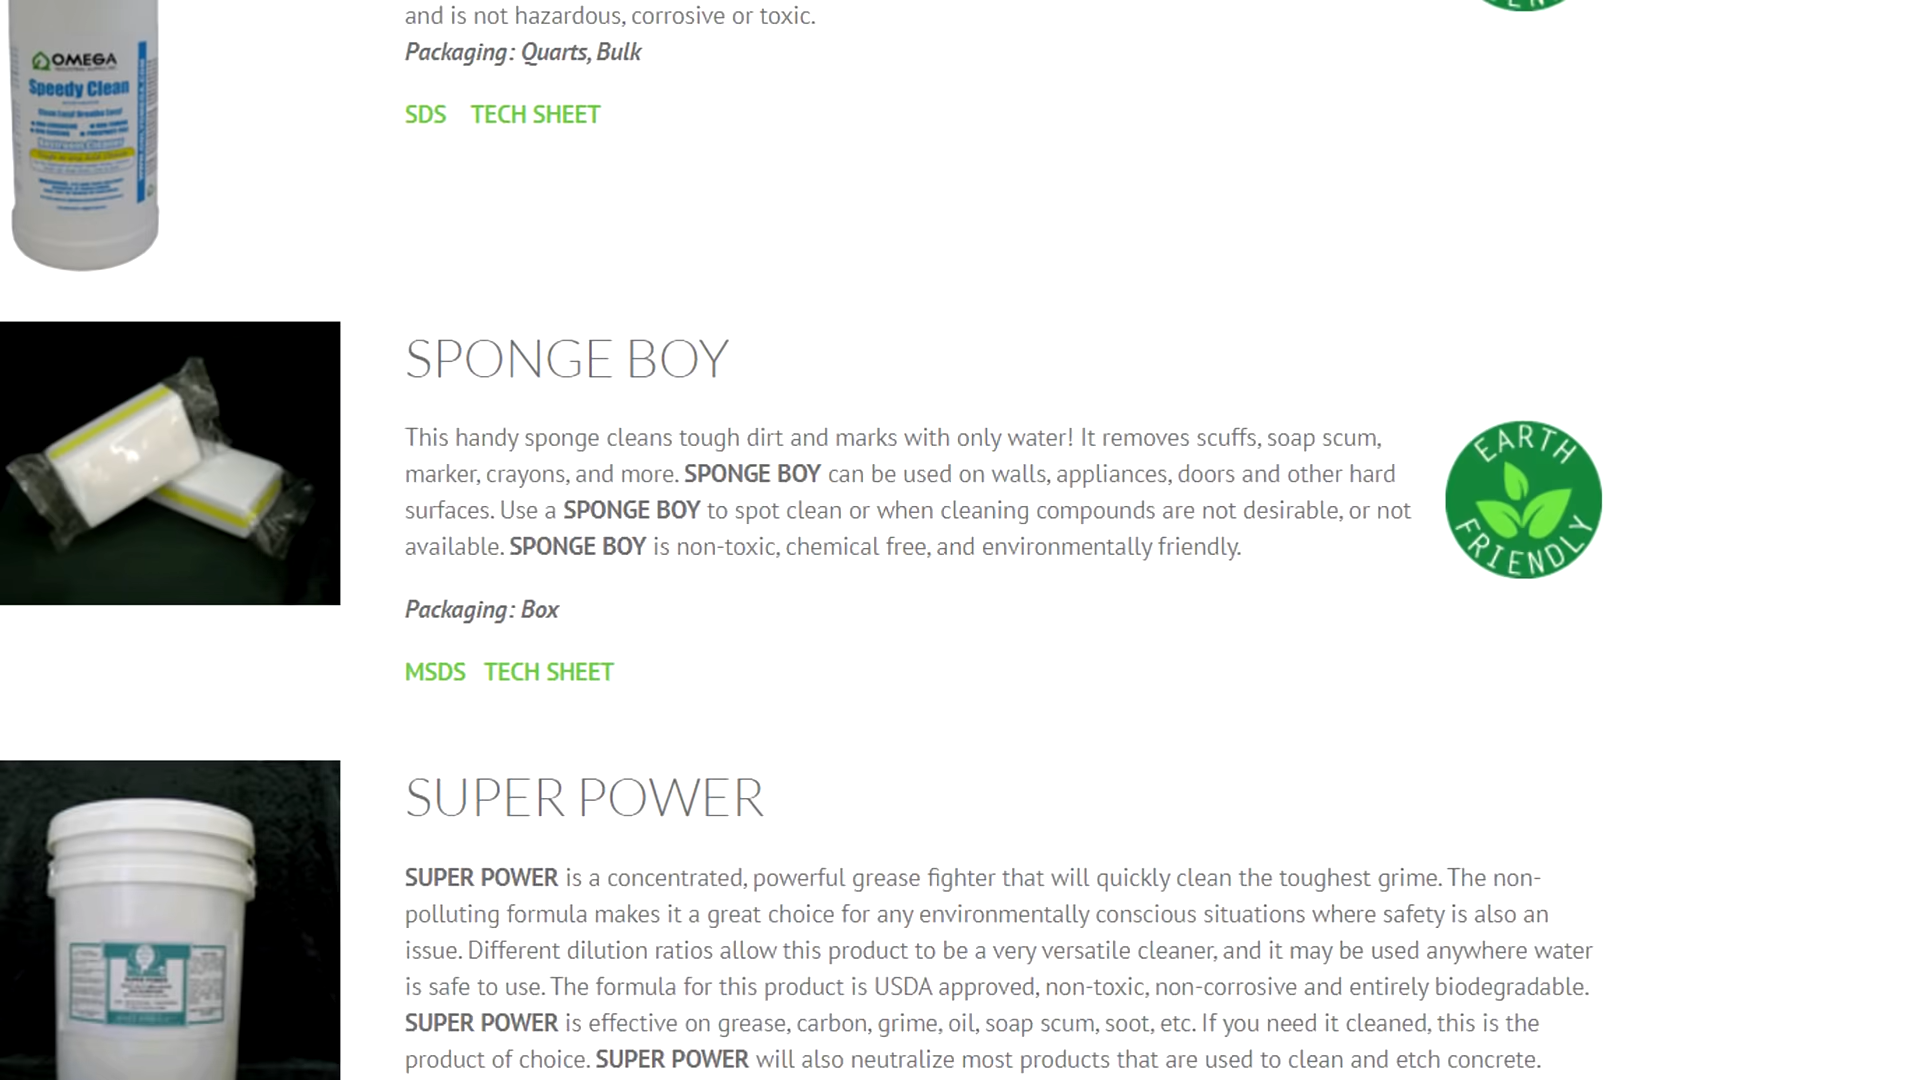 and is not hazardous, corrosive or toxic.
Packaging: Quarts, Bulk
SDS TECH SHEET
OMEGA
Speedy Clean
SPONGE BOY
This handy sponge cleans tough dirt and marks with only water! It removes scuffs, soap scum,
marker, crayons, and more. SPONGE BOY can be used on walls, appliances, doors and other hard
surfaces. Use a SPONGE BOY to spot clean or when cleaning compounds are not desirable, or not
available. SPONGE BOY is non-toxic, chemical free, and environmentally friendly.
EARTH
FRIENDLY
Packaging: Box
MSDS TECH SHEET
SUPER POWER
SUPER POWER is a concentrated, powerful grease fighter that will quickly clean the toughest grime. The non-
polluting formula makes it a great choice for any environmentally conscious situations where safety is also an
issue. Different dilution ratios allow this product to be a very versatile cleaner, and it may be used anywhere water
is safe to use. The formula for this product is USDA approved, non-toxic, non-corrosive and entirely biodegradable.
SUPER POWER is effective on grease, carbon, grime, oil, soap scum, soot, etc. If you need it cleaned, this is the
product of choice. SUPER POWER will also neutralize most products that are used to clean and etch concrete.